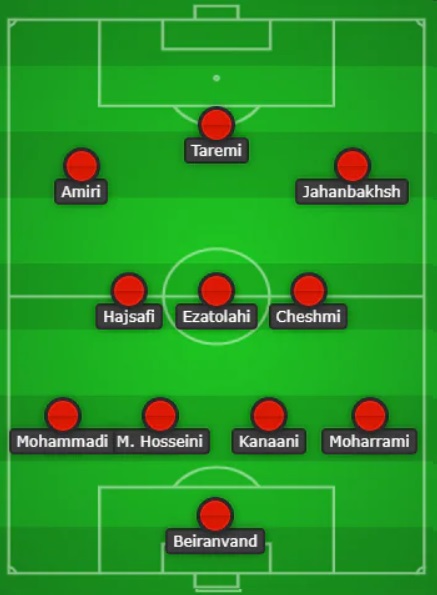 Taremi
Amiri
Jahanbakhsh
Hajsafi
Ezatolahi
Cheshmi
Mohammadi
M. Hosseini
Kanaani
Moharrami
Beiranvand